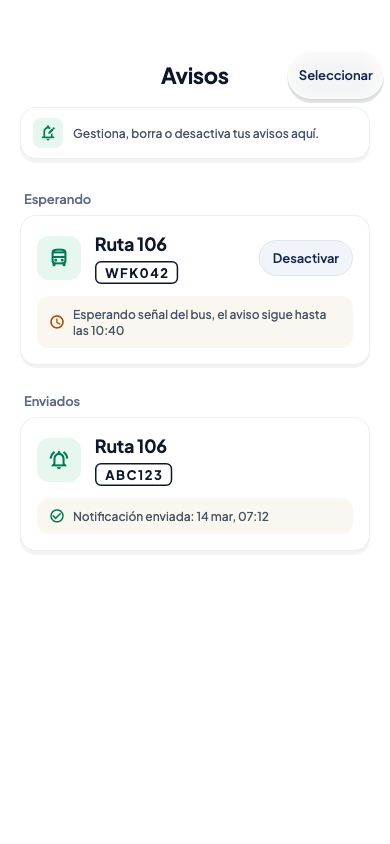 Avisos
Seleccionar
Gestiona, borra o desactiva tus avisos aquí.
Esperando
Ruta 106
WFK042
Desactivar
Esperando señal del bus, el aviso sigue hasta
las 10:40
Enviados
Ruta 106
ABC123
Notificación enviada: 14 mar, 07:12